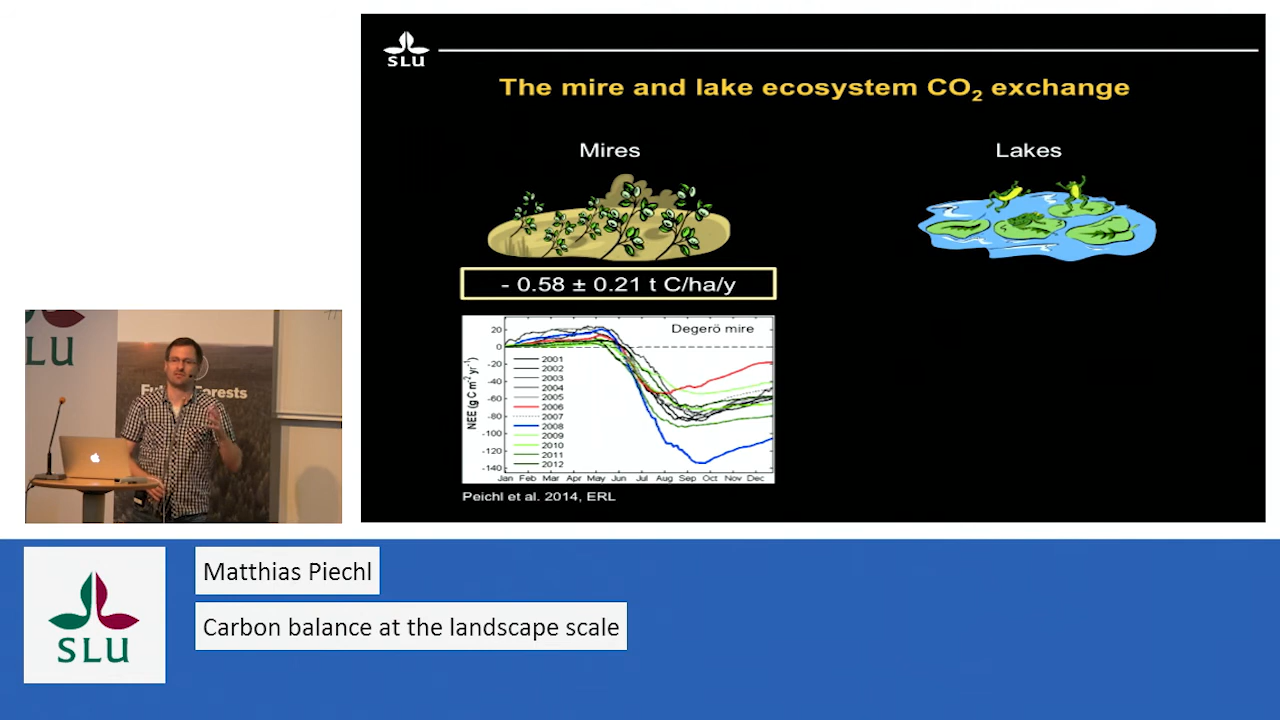 SLU
The mire and lake ecosystem CO₂ exchange
Mires
Lakes
- 0.58 ± 0.21 t C/ha/y
Degerö mire
NEE (g C m⁻² yr⁻¹)
20
0
-20
-40
-60
-80
-100
-120
-140
2001
2002
2003
2004
2005
2006
2007
2008
2009
2010
2011
2012
Jan Feb Mar Apr May Jun Jul Aug Sep Oct Nov Dec
Peichl et al. 2014, ERL
LU
Forests
SLU
Matthias Piechl
Carbon balance at the landscape scale